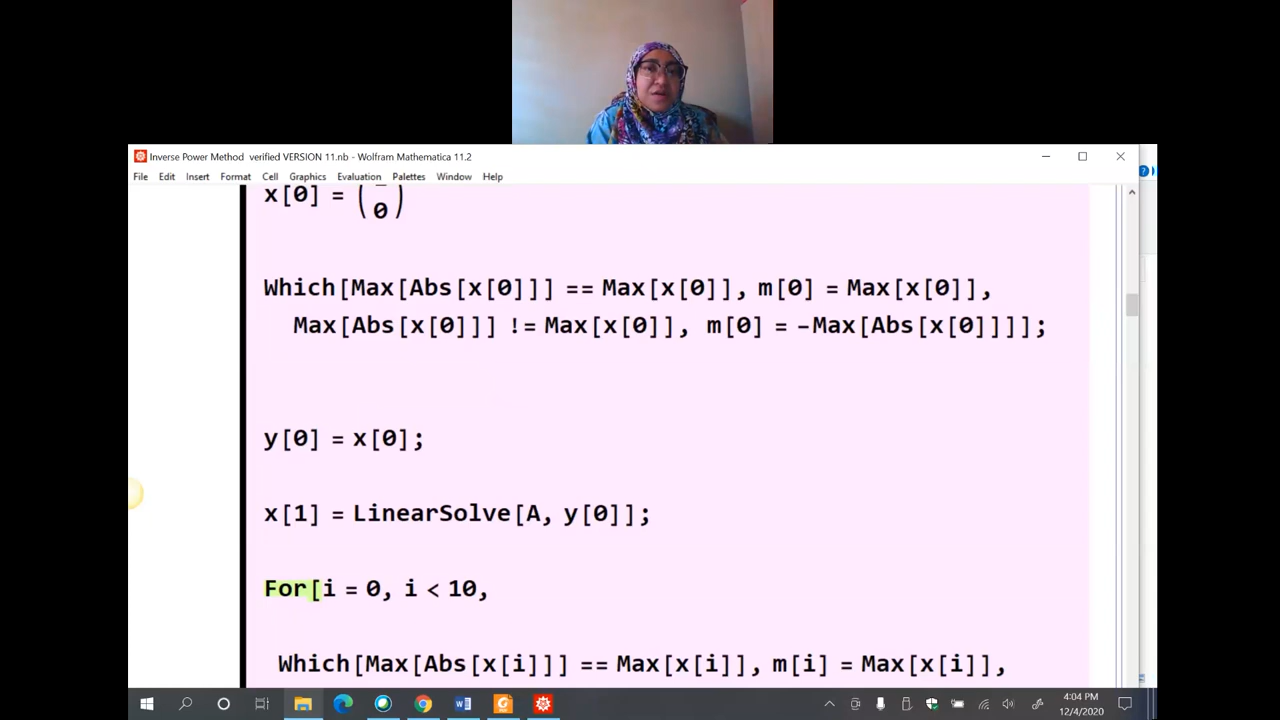 Inverse Power Method verified VERSION 11.nb - Wolfram Mathematica 11.2
File Edit Insert Format Cell Graphics Evaluation Palettes Window Help
x[0] = (0)
Which[Max[Abs[x[0]]] == Max[x[0]], m[0] = Max[x[0]],
Max[Abs[x[0]]] != Max[x[0]], m[0] = -Max[Abs[x[0]]]];
y[0] = x[0];
x[1] = LinearSolve[A, y[0]];
For[i = 0, i < 10,
Which[Max[Abs[x[i]]] == Max[x[i]], m[i] = Max[x[i]],
4:04 PM
12/4/2020